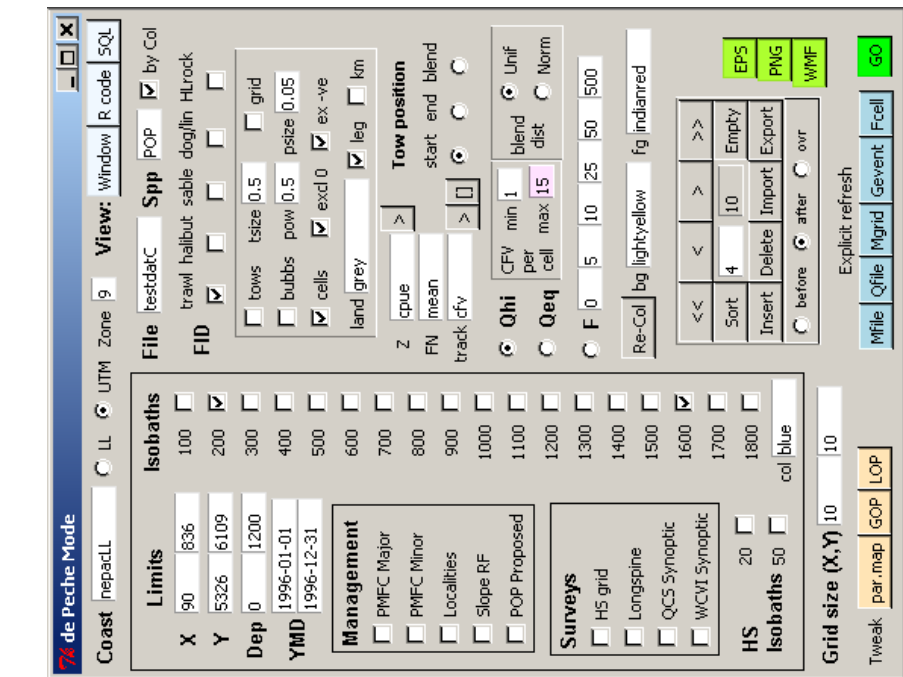 de Peche Mode
Coast nepacLL LL UTM Zone 9 View: Window R code SQL
Limits
X 90 836
Y 5326 6109
Dep 0 1200
YMD 1996-01-01
1996-12-31
Management
PMFC Major
PMFC Minor
Localities
Slope RF
POP Proposed
Surveys
HS grid
Longspine
QCS Synoptic
WCVI Synoptic
HS 20
Isobaths 50
Isobaths
100
200
300
400
500
600
700
800
900
1000
1100
1200
1300
1400
1500
1600
1700
1800
col blue
Grid size (X,Y) 10 10
Tweak par.map GOP LOP
File testdatC Spp POP by Col
trawl halibut sable dog/lin HLrock
FID
tows tsize 0.5 grid
bubbs pow 0.5 psize 0.05
cells excl 0 ex -ve
land grey leg km
Z cpue >
FN mean
track cfv > []
Tow position
start end blend
Qhi
Qeq
CFV min 1
per
cell max 15
blend Unif
dist Norm
F 0 5 10 25 50 500
Re-Col bg lightyellow fg indianred
<< < > >>
Sort 4 10 Empty
Insert Delete Import Export
before after ovr
EPS
PNG
WMF
Explicit refresh
Mfile Qfile Mgrid Gevent Fcell GO